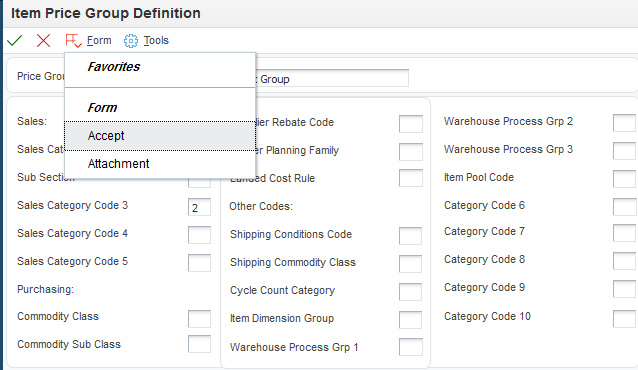 Item Price Group Definition
Form Tools
Favorites
Form
Accept
Attachment
Price Grou
Group
Sales:
Sales Cat
Sub Section
Sales Category Code 3 2
Sales Category Code 4
Sales Category Code 5
Purchasing:
Commodity Class
Commodity Sub Class
ier Rebate Code
er Planning Family
Landed Cost Rule
Other Codes:
Shipping Conditions Code
Shipping Commodity Class
Cycle Count Category
Item Dimension Group
Warehouse Process Grp 1
Warehouse Process Grp 2
Warehouse Process Grp 3
Item Pool Code
Category Code 6
Category Code 7
Category Code 8
Category Code 9
Category Code 10